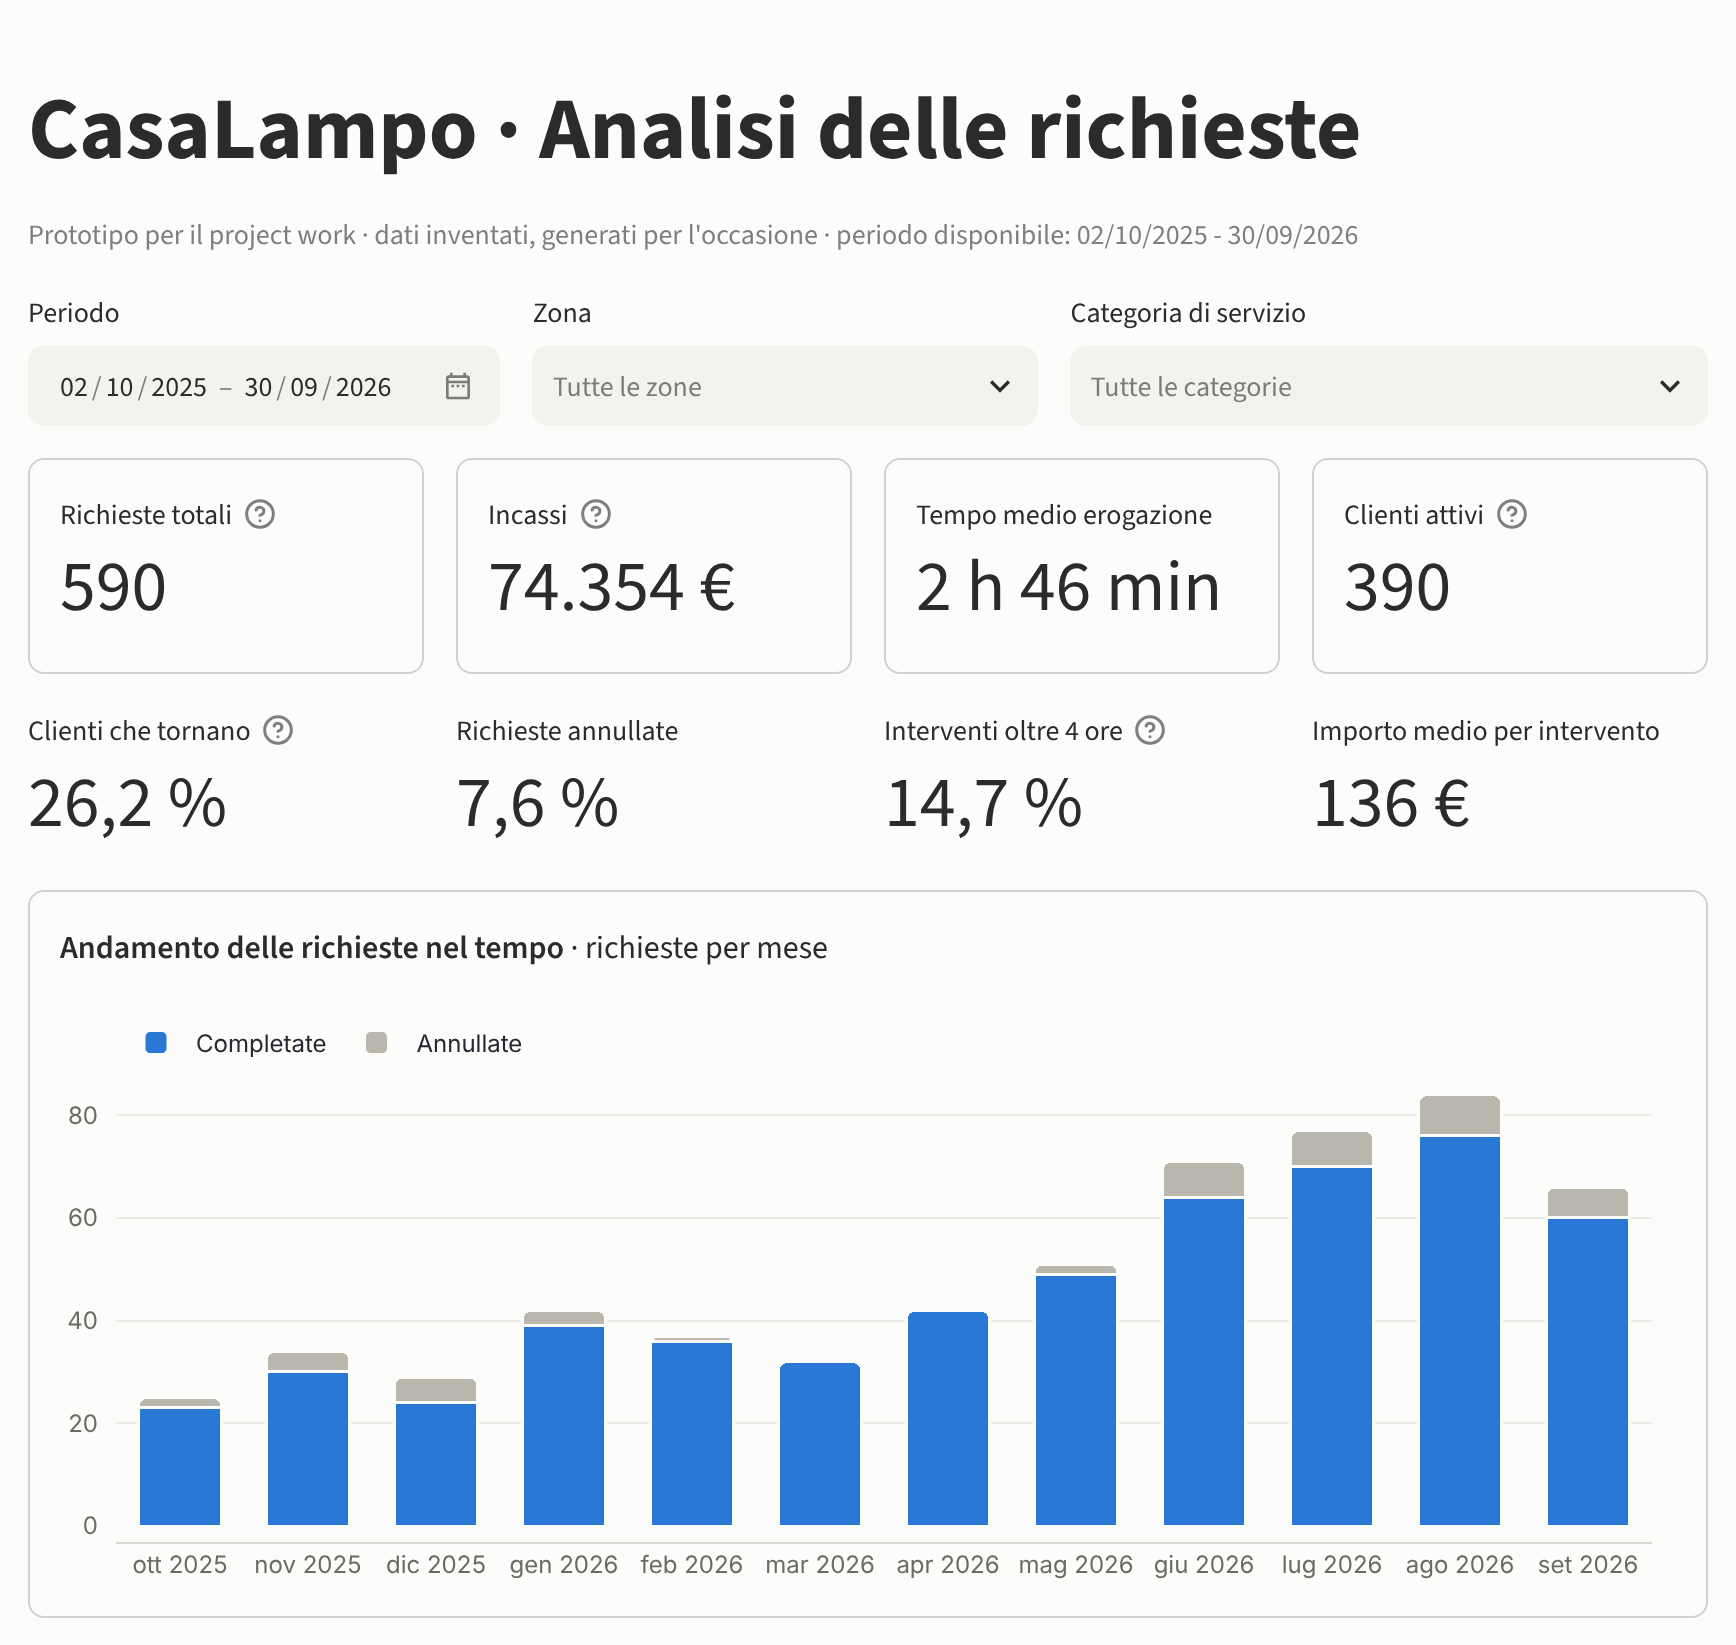 CasaLampo · Analisi delle richieste
Prototipo per il project work · dati inventati, generati per l'occasione · periodo disponibile: 02/10/2025 - 30/09/2026
Periodo
Zona
Categoria di servizio
02/10/2025 – 30/09/2026
Tutte le zone
Tutte le categorie
Richieste totali
Incassi
Tempo medio erogazione
Clienti attivi
590
74.354 €
2 h 46 min
390
Clienti che tornano
Richieste annullate
Interventi oltre 4 ore
Importo medio per intervento
26,2 %
7,6 %
14,7 %
136 €
Andamento delle richieste nel tempo · richieste per mese
Completate
Annullate
80
60
40
20
0
ott 2025
nov 2025
dic 2025
gen 2026
feb 2026
mar 2026
apr 2026
mag 2026
giu 2026
lug 2026
ago 2026
set 2026